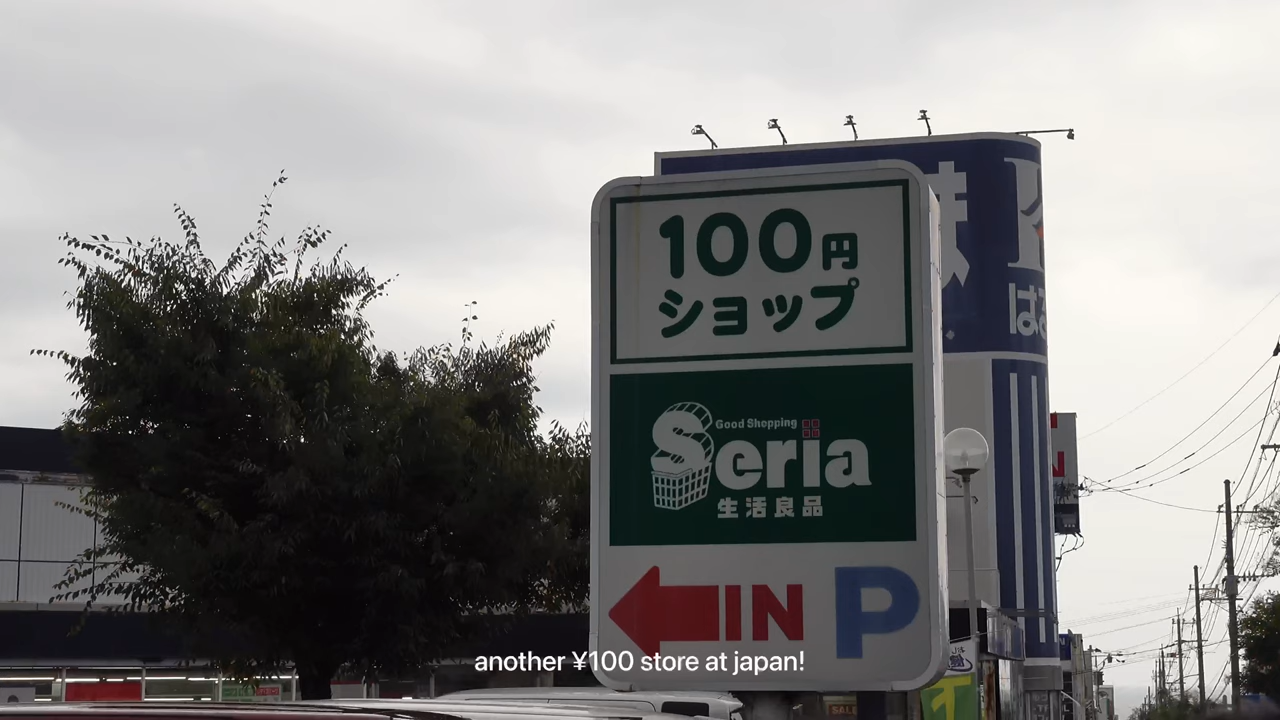 100円
ショップ
Good Shopping
Seria
生活良品
IN P
another ¥100 store at japan!